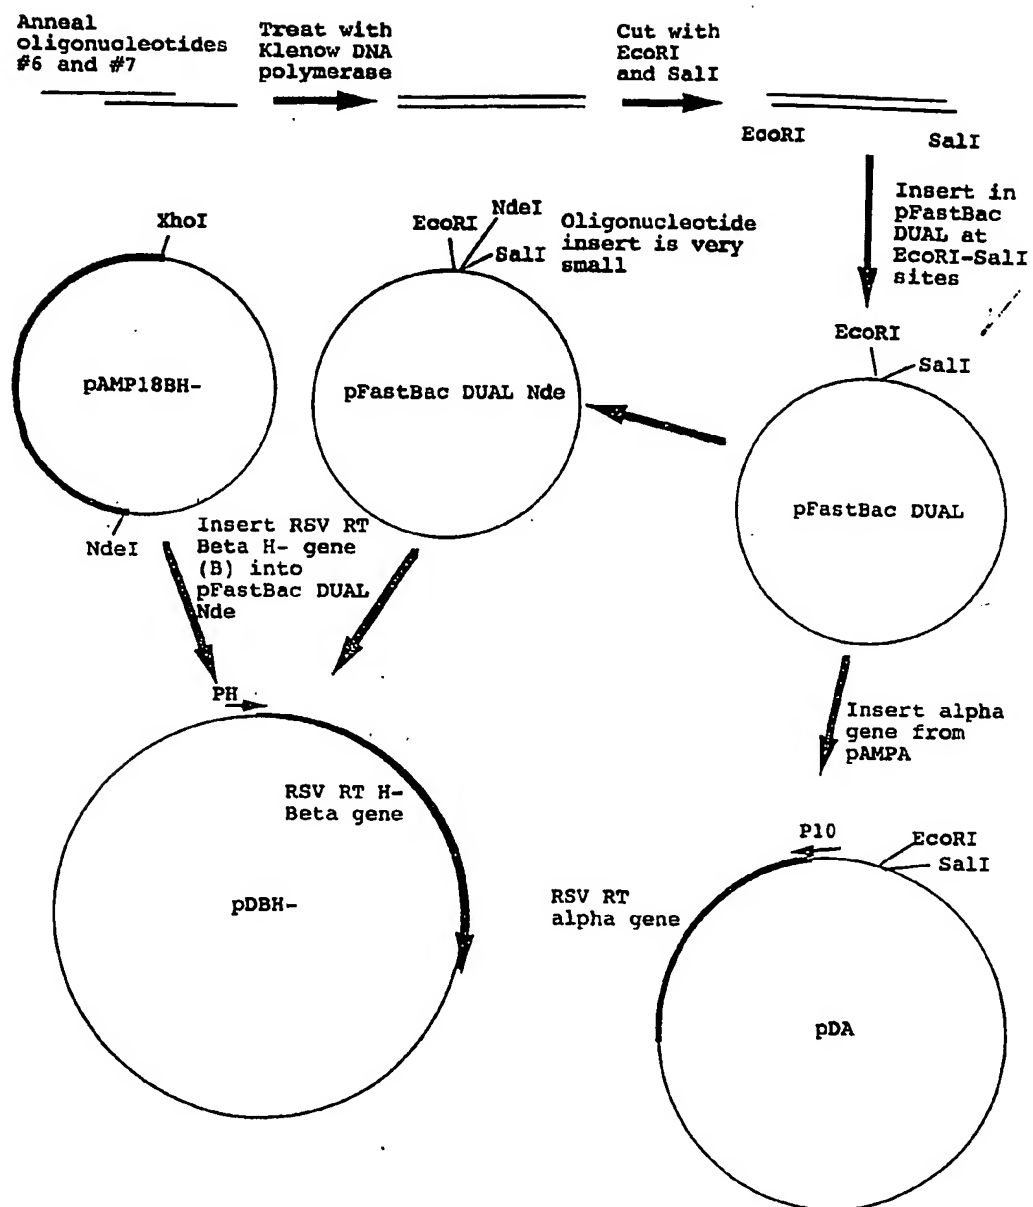 Anneal
oligonucleotides
#6 and #7
Treat with
Klenow DNA
polymerase
Cut with
EcoRI
and SalI
EcoRI
SalI
Insert in
pFastBac
DUAL at
EcoRI-SalI
sites
XhoI
pAMP18BH-
NdeI
EcoRI
NdeI
SalI
Oligonucleotide
insert is very
small
pFastBac DUAL Nde
EcoRI
SalI
pFastBac DUAL
Insert RSV RT
Beta H- gene
(B) into
pFastBac DUAL
Nde
PH
RSV RT H-
Beta gene
pDBH-
Insert alpha
gene from
pAMPA
P10
EcoRI
SalI
RSV RT
alpha gene
pDA